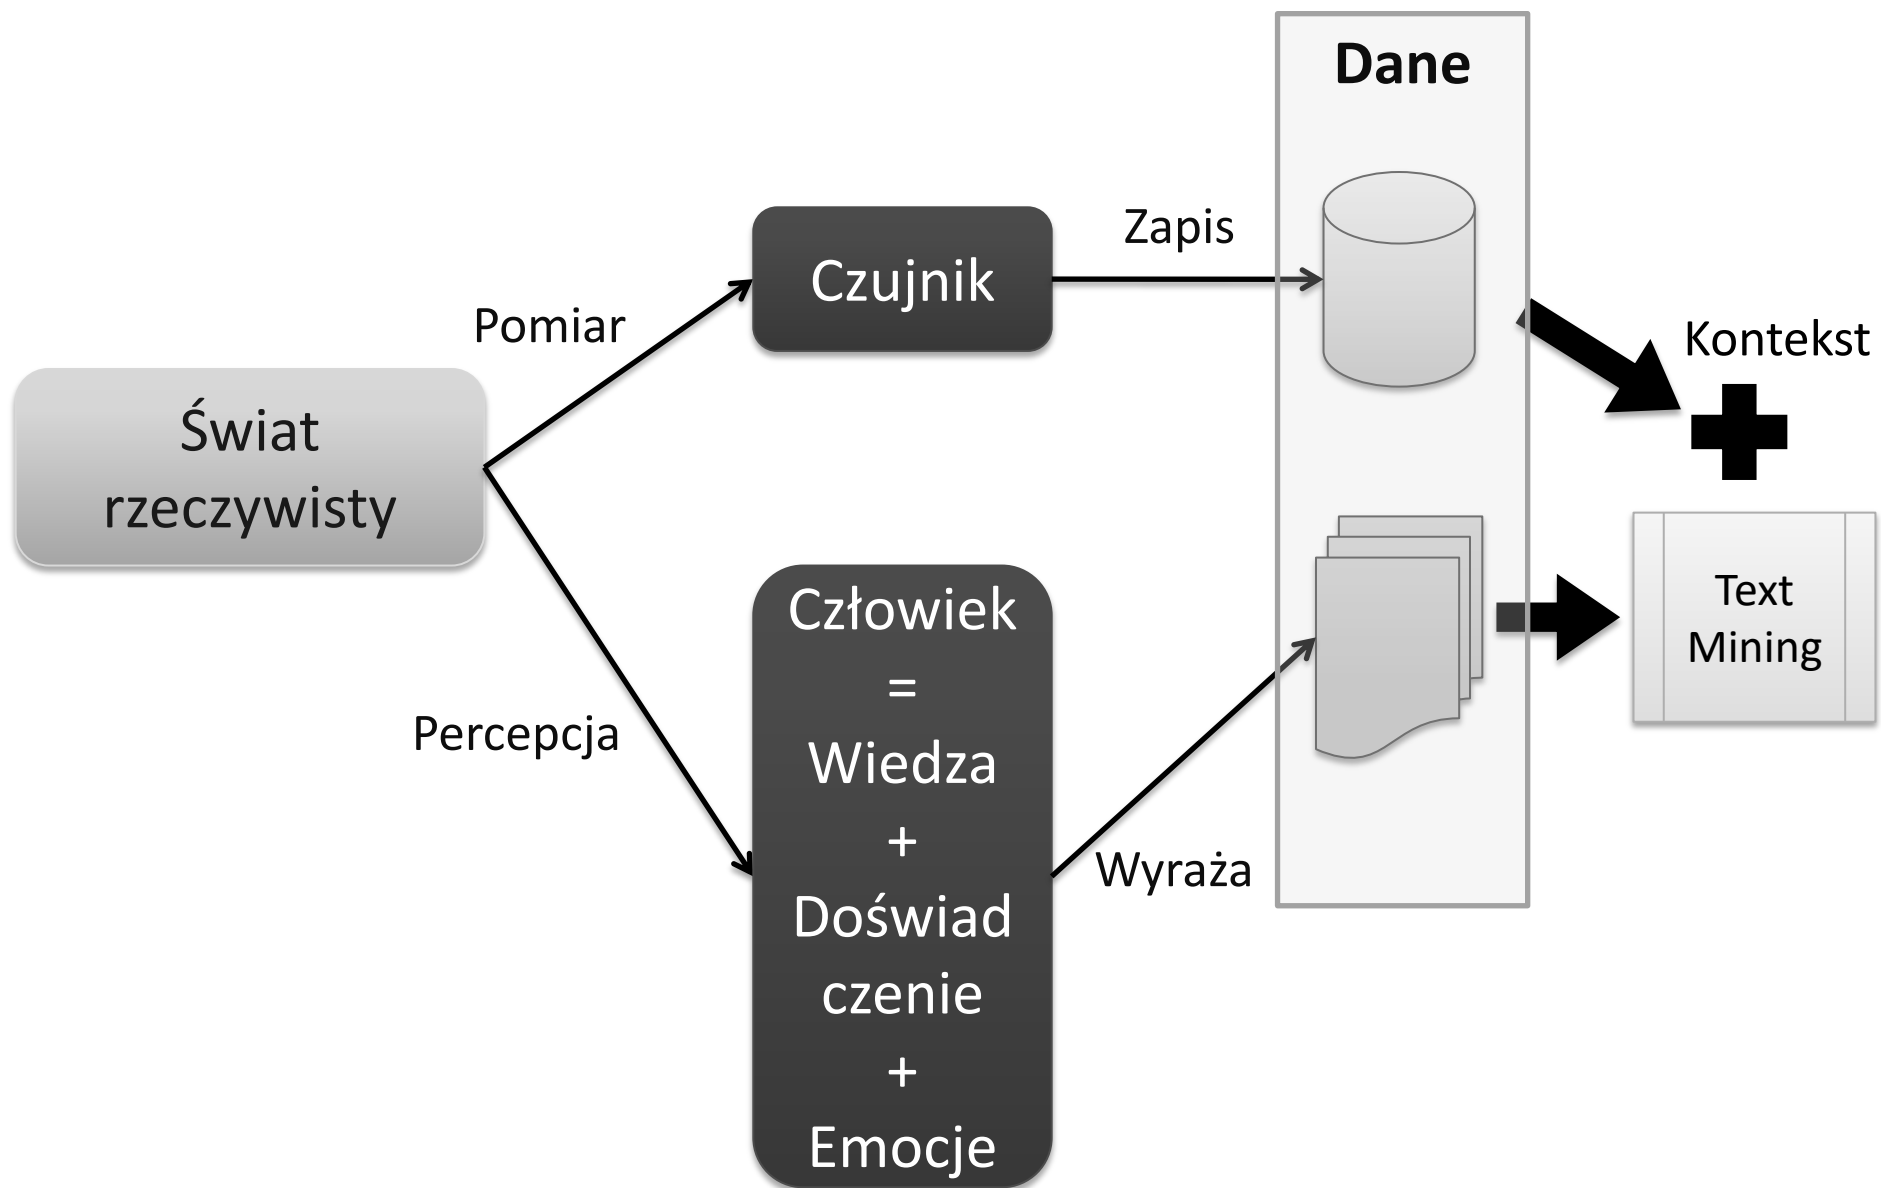 Dane
Zapis
Czujnik
Pomiar
Kontekst
Świat
rzeczywisty
Text
Mining
Człowiek
=
Wiedza
+
Doświad
czenie
+
Emocje
Percepcja
Wyraża